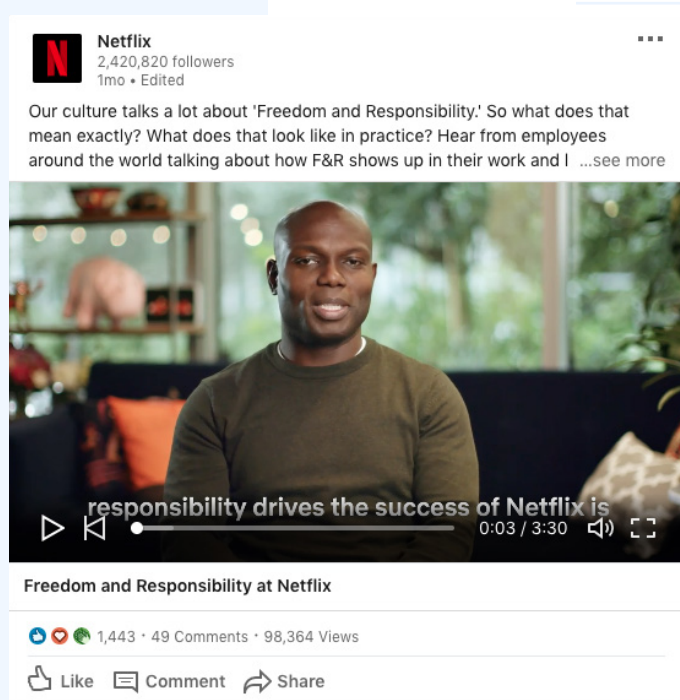 Netflix
2,420,820 followers
1mo • Edited
Our culture talks a lot about 'Freedom and Responsibility.' So what does that
mean exactly? What does that look like in practice? Hear from employees
around the world talking about how F&R shows up in their work and l ...see more
responsibility drives the success of Netflix is
0:03 / 3:30
Freedom and Responsibility at Netflix
1,443 · 49 Comments · 98,364 Views
Like Comment Share